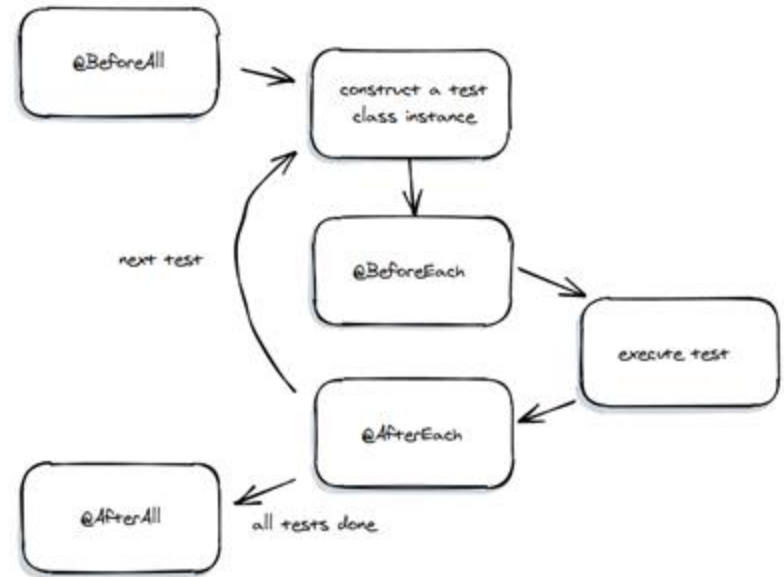 @BeforeAll
construct a test
class instance
@BeforeEach
next test
execute test
@AfterEach
@AfterAll
all tests done